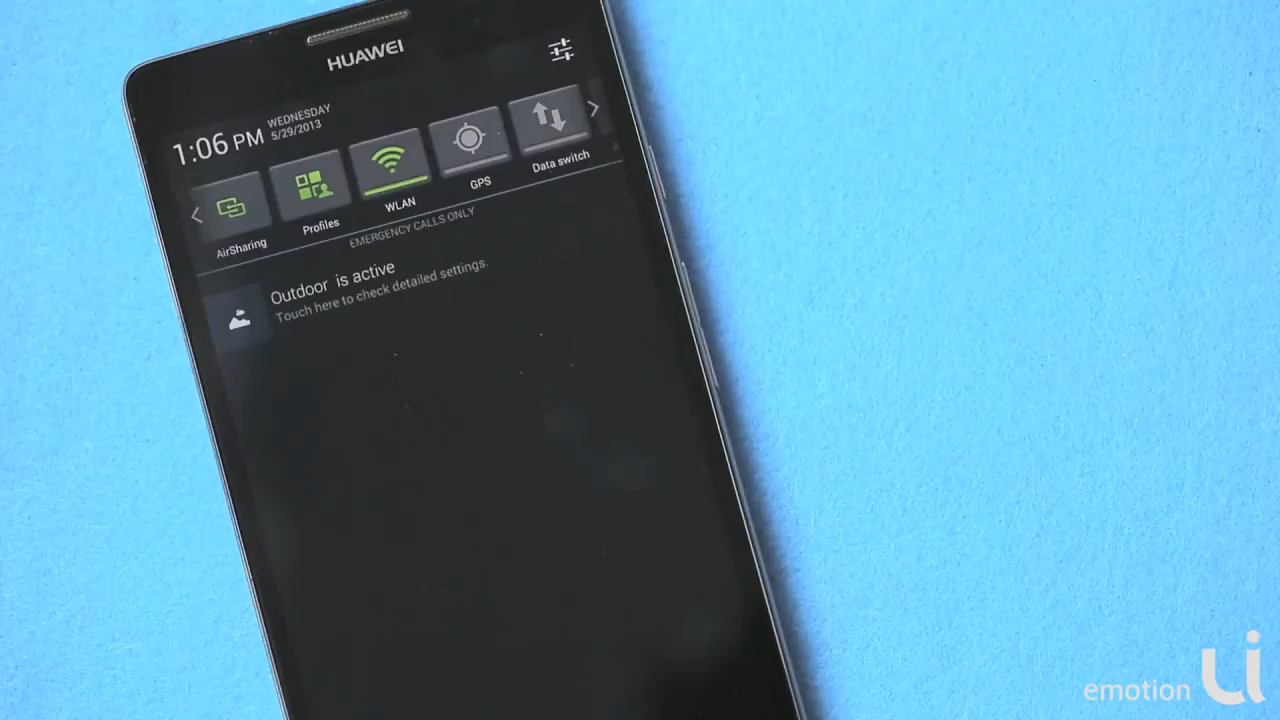 HUAWEI
1:06 PM
WEDNESDAY
5/29/2013
AirSharing
Profiles
WLAN
GPS
Data switch
EMERGENCY CALLS ONLY
Outdoor is active
Touch here to check detailed settings.
emotion
UI